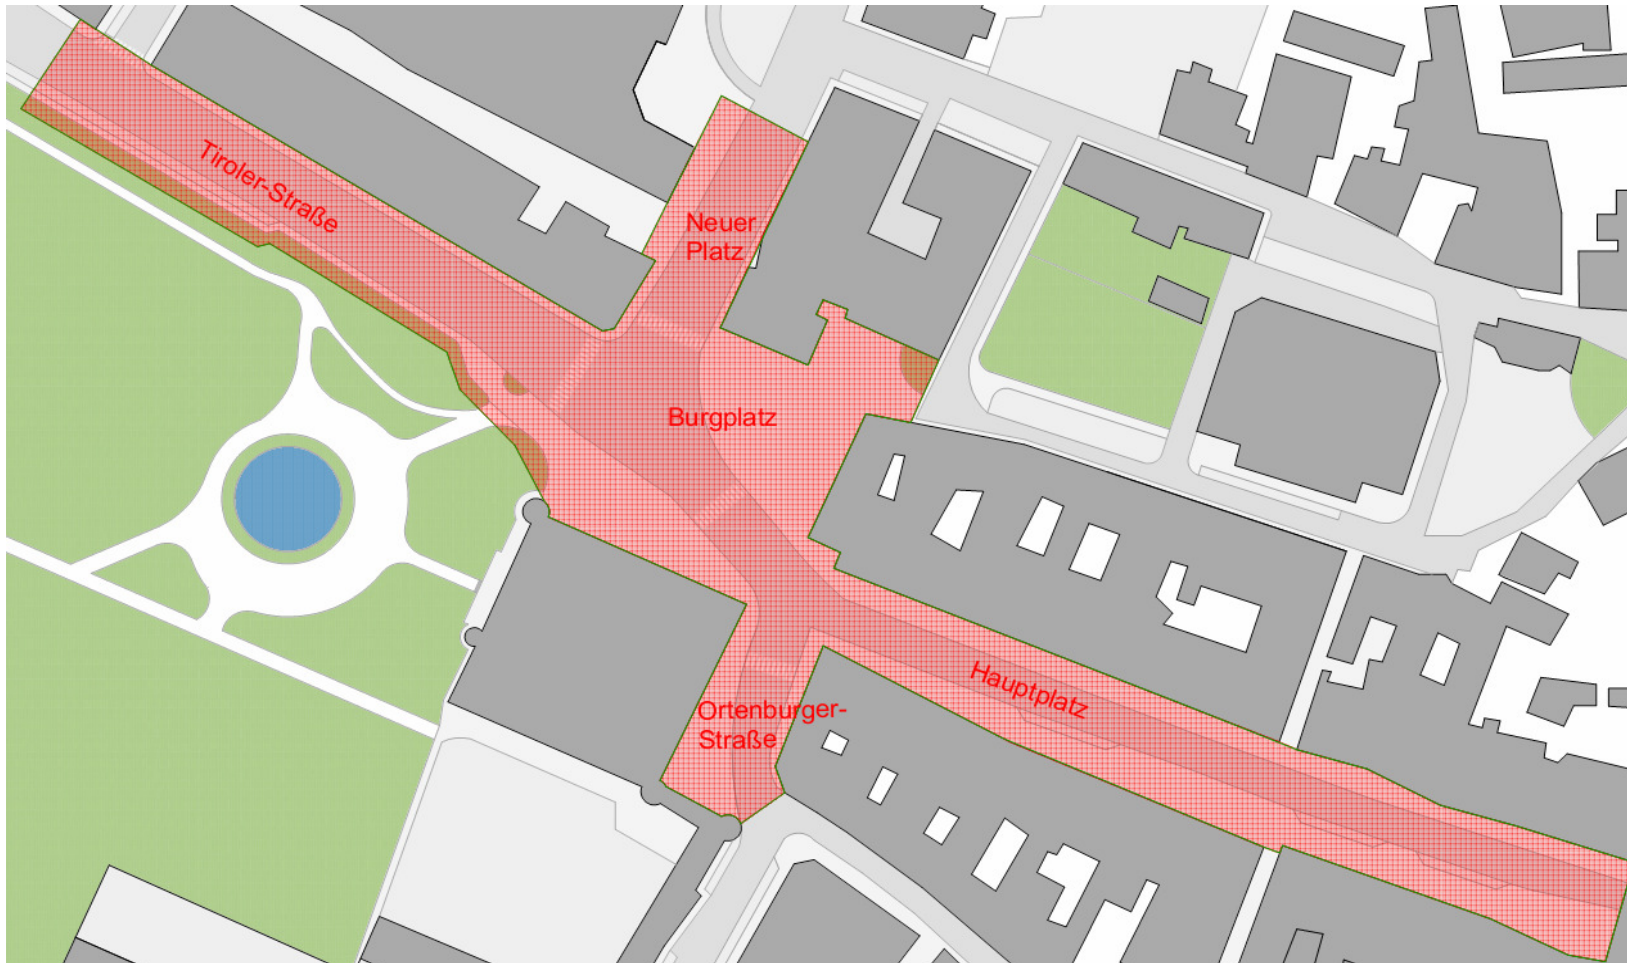 Tiroler-Straße
Neuer
Platz
Burgplatz
Hauptplatz
Ortenburger-
Straße